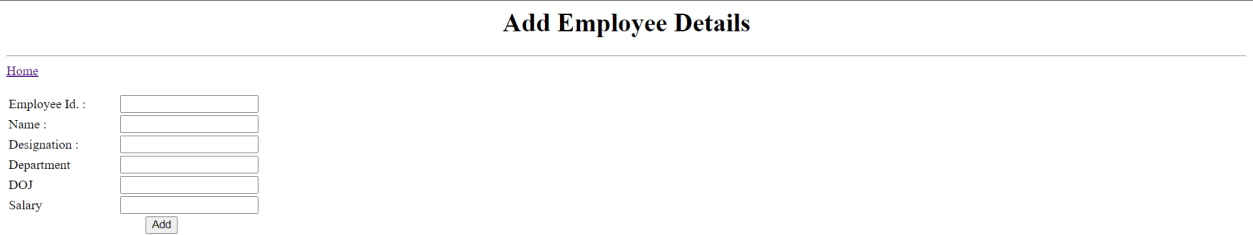 Add Employee Details
Home
Employee Id. :
Name :
Designation :
Department
DOJ
Salary
Add